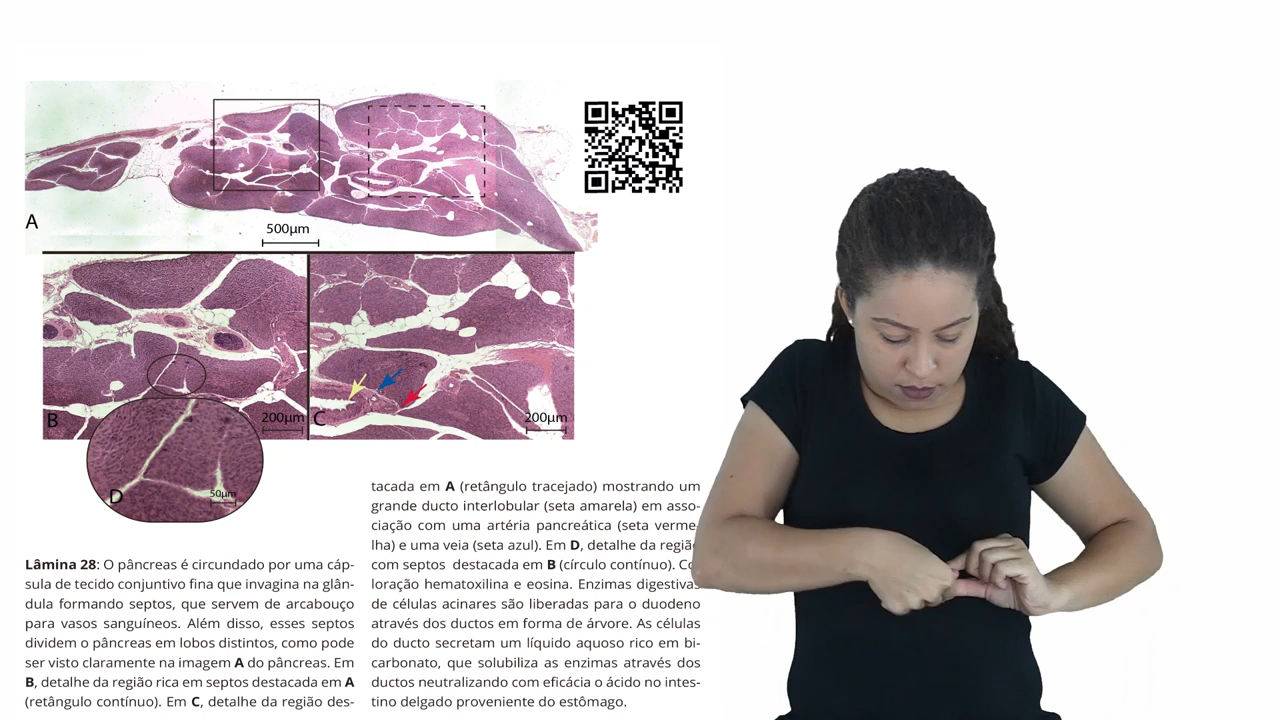 A
500µm
B
200µm
C
200µm
D
50µm
Lâmina 28: O pâncreas é circundado por uma cáp-
sula de tecido conjuntivo fina que invagina na glân-
dula formando septos, que servem de arcabouço
para vasos sanguíneos. Além disso, esses septos
dividem o pâncreas em lobos distintos, como pode
ser visto claramente na imagem A do pâncreas. Em
B, detalhe da região rica em septos destacada em A
(retângulo contínuo). Em C, detalhe da região des-
tacada em A (retângulo tracejado) mostrando um
grande ducto interlobular (seta amarela) em asso-
ciação com uma artéria pancreática (seta verme-
lha) e uma veia (seta azul). Em D, detalhe da região
com septos destacada em B (círculo contínuo). Co-
loração hematoxilina e eosina. Enzimas digestivas
de células acinares são liberadas para o duodeno
através dos ductos em forma de árvore. As células
do ducto secretam um líquido aquoso rico em bi-
carbonato, que solubiliza as enzimas através dos
ductos neutralizando com eficácia o ácido no intes-
tino delgado proveniente do estômago.